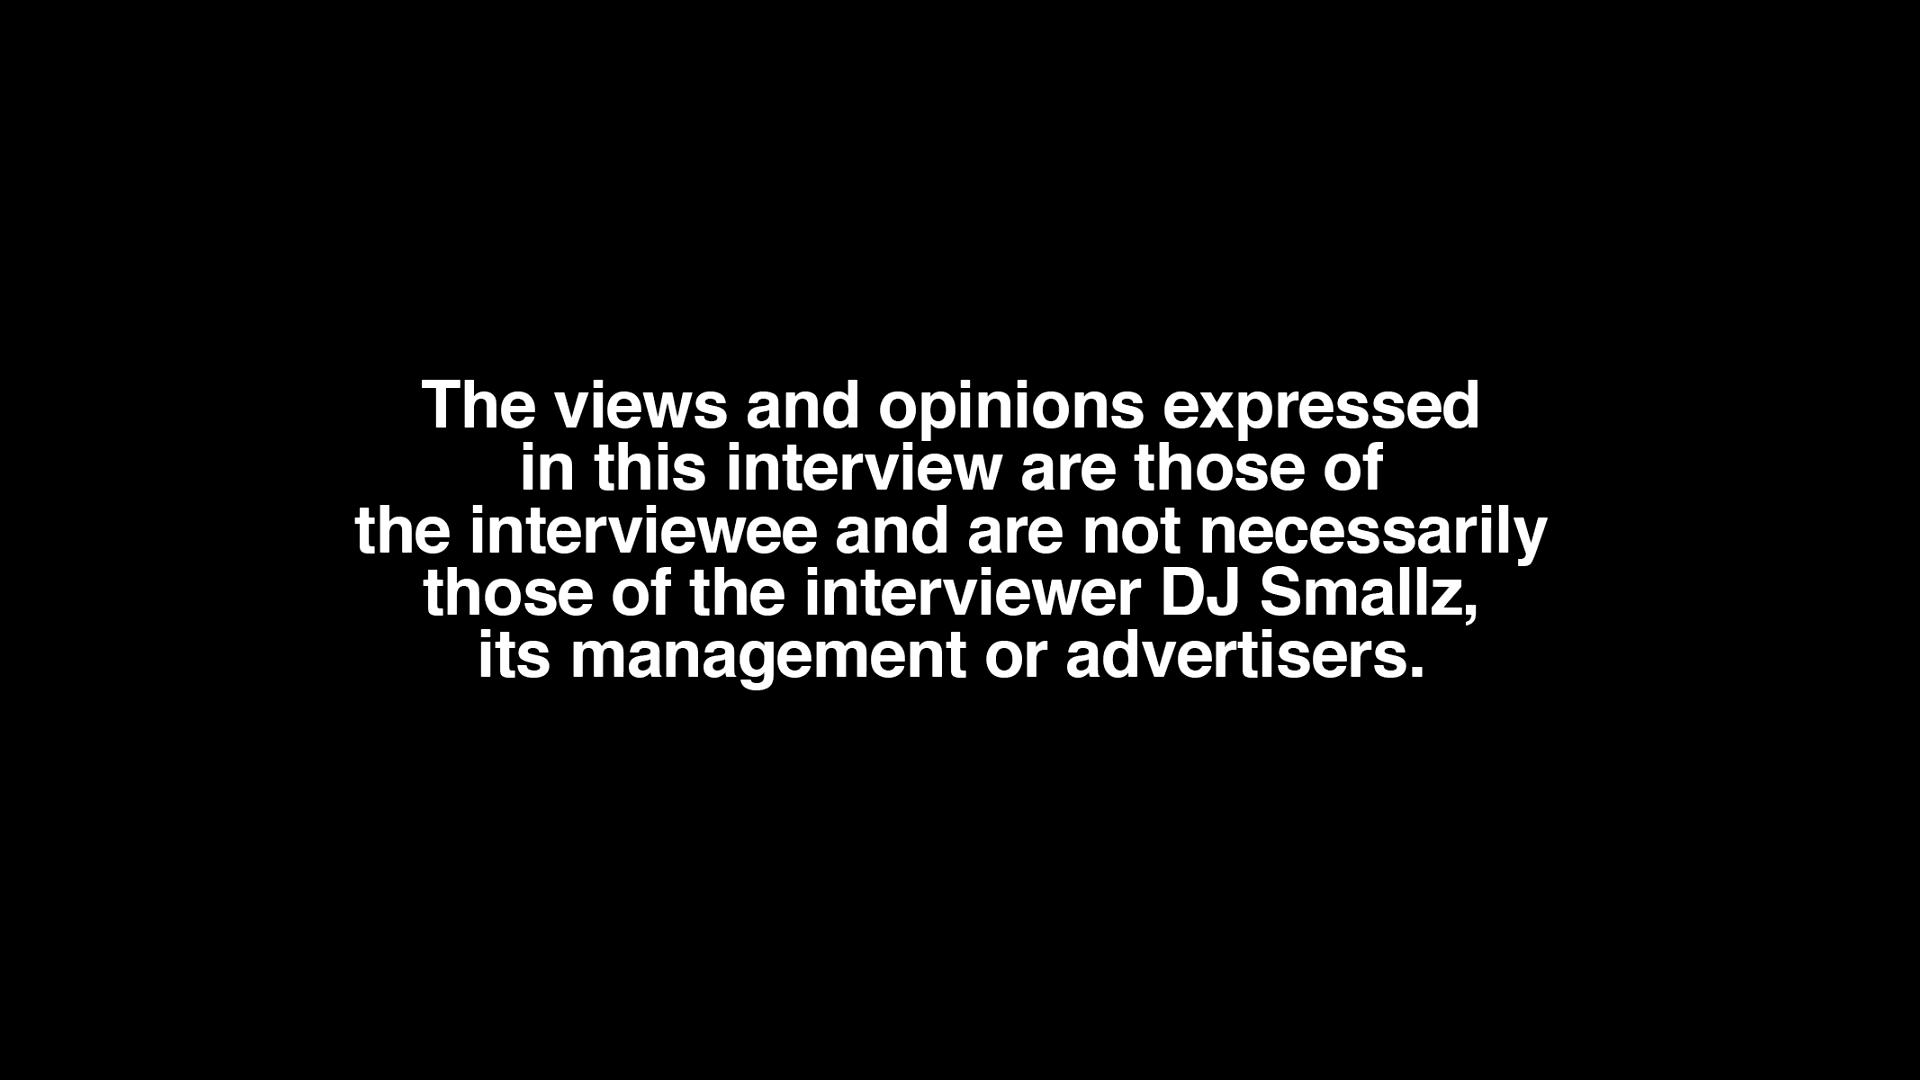 The views and opinions expressed
in this interview are those of
the interviewee and are not necessarily
those of the interviewer DJ Smallz,
its management or advertisers.